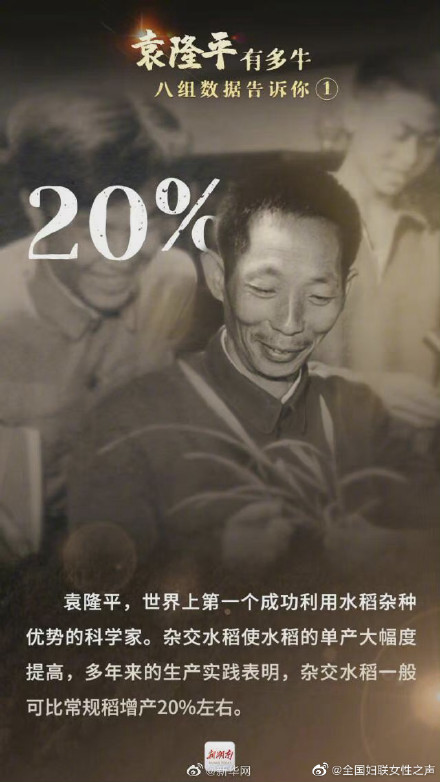 袁隆平有多牛
八组数据告诉你①
20%
袁隆平，世界上第一个成功利用水稻杂种
优势的科学家。杂交水稻使水稻的单产大幅度
提高，多年来的生产实践表明，杂交水稻一般
可比常规稻增产20%左右。
新湖南
@新华网
@全国妇联女性之声